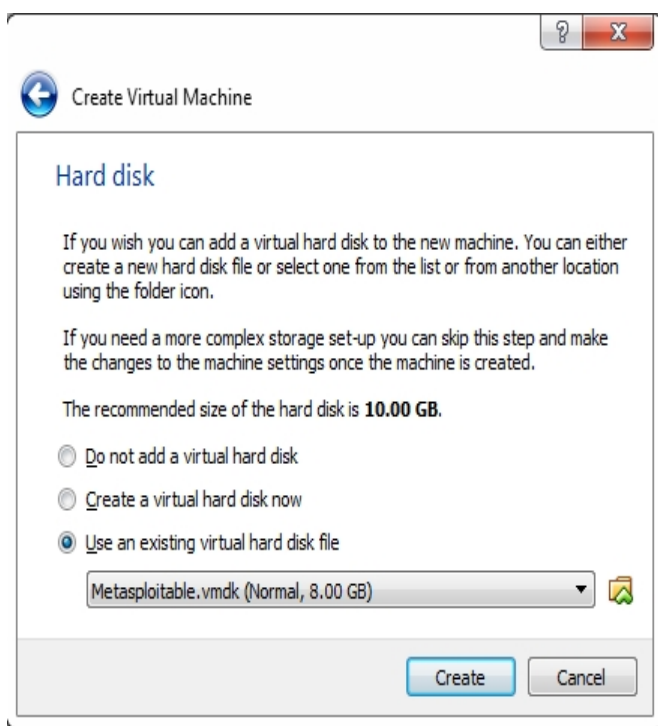 Create Virtual Machine
Hard disk
If you wish you can add a virtual hard disk to the new machine. You can either
create a new hard disk file or select one from the list or from another location
using the folder icon.
If you need a more complex storage set-up you can skip this step and make
the changes to the machine settings once the machine is created.
The recommended size of the hard disk is 10.00 GB.
Do not add a virtual hard disk
Create a virtual hard disk now
Use an existing virtual hard disk file
Metasploitable.vmdk (Normal, 8.00 GB)
Create Cancel